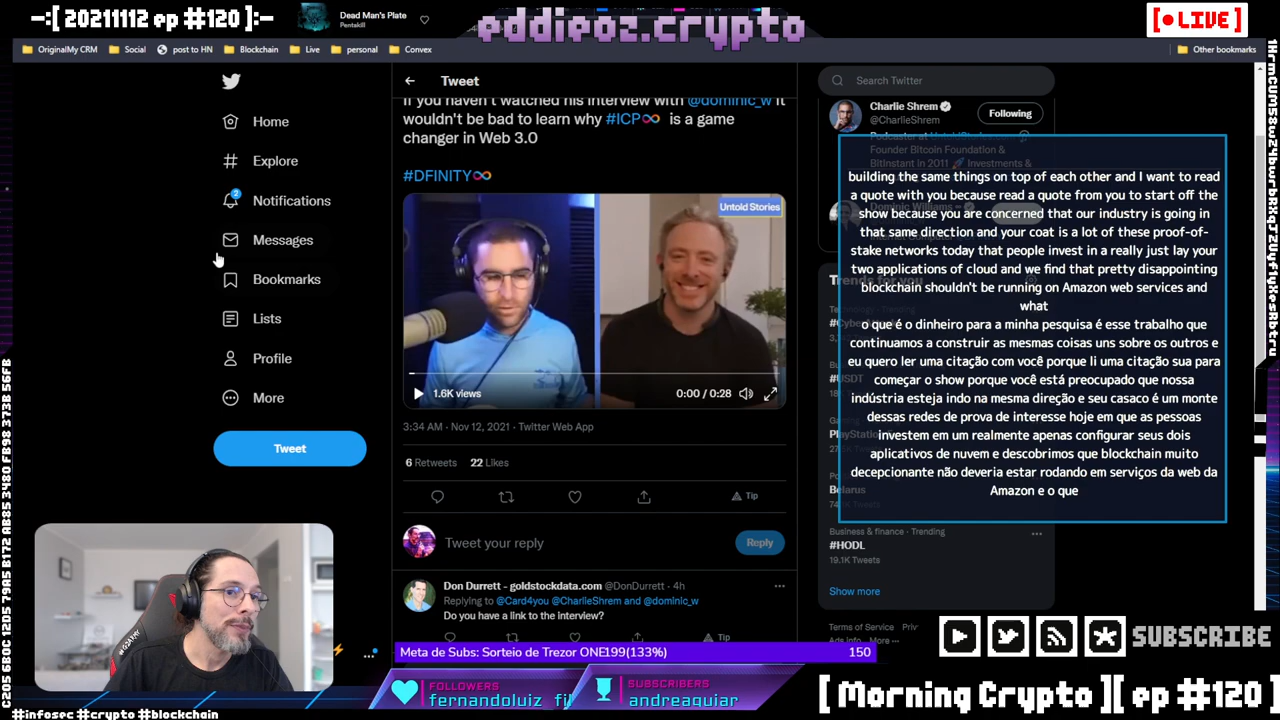 -:[ 20211112 ep #120 ]:-
Dead Man's Plate
Pentakill
eddieoz.crypto
[●LIVE]
OriginalMy CRM
Social
post to HN
Blockchain
Live
personal
Convex
Other bookmarks
Home
Explore
2
Notifications
Messages
Bookmarks
Lists
Profile
More
Tweet
Tweet
If you haven't watched his interview with @dominic_w it
wouldn't be bad to learn why #ICP is a game
changer in Web 3.0
#DFINITY
Untold Stories
1.6K views
0:00 / 0:28
3:34 AM · Nov 12, 2021 · Twitter Web App
6 Retweets 22 Likes
Tip
Tweet your reply
Reply
Don Durrett - goldstockdata.com @DonDurrett · 4h
Replying to @Card4you @CharlieShrem and @dominic_w
Do you have a link to the interview?
Tip
Search Twitter
Charlie Shrem
@CharlieShrem
Following
Founder Bitcoin Foundation &
BitInstant in 2011 Investments &
building the same things on top of each other and I want to read
a quote with you because read a quote from you to start off the
show because you are concerned that our industry is going in
that same direction and your coat is a lot of these proof-of-
stake networks today that people invest in a really just lay your
two applications of cloud and we find that pretty disappointing
blockchain shouldn't be running on Amazon web services and
what
o que é o dinheiro para a minha pesquisa é esse trabalho que
continuamos a construir as mesmas coisas uns sobre os outros e
eu quero ler uma citação com você porque li uma citação sua para
começar o show porque você está preocupado que nossa
indústria esteja indo na mesma direção e seu casaco é um monte
dessas redes de prova de interesse hoje em que as pessoas
investem em um realmente apenas configurar seus dois
aplicativos de nuvem e descobrimos que blockchain muito
decepcionante não deveria estar rodando em serviços da web da
Amazon e o que
Business & finance · Trending
#HODL
19.1K Tweets
Show more
Terms of Service
Meta de Subs: Sorteio de Trezor ONE199(133%)
150
FOLLOWERS
fernandoluiz_fil
SUBSCRIBERS
andreaquiar
SUBSCRIBE
[ Morning Crypto ][ ep #120 ]
#infosec #crypto #blockchain